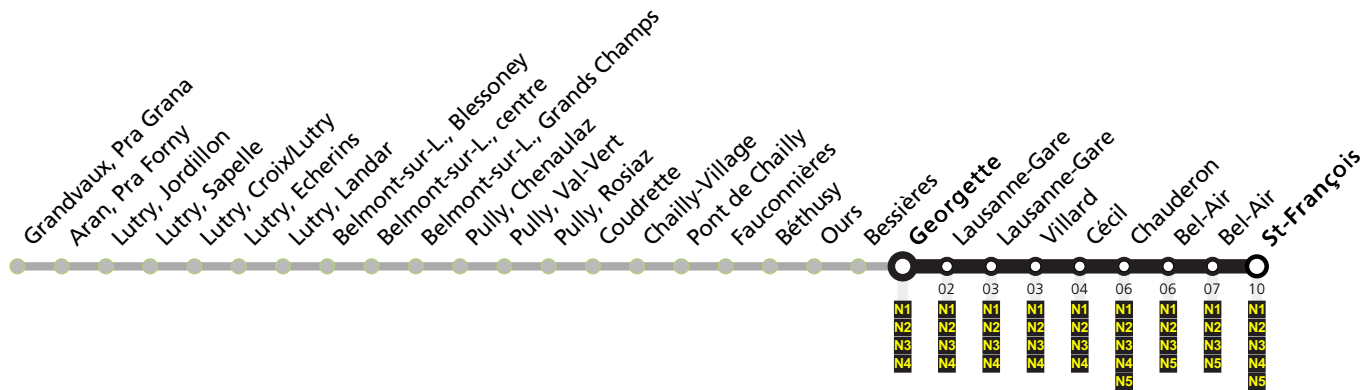 Grandvaux, Pra Grana
Aran, Pra Forny
Lutry, Jordillon
Lutry, Sapelle
Lutry, Croix/Lutry
Lutry, Echerins
Lutry, Landar
Belmont-sur-L., Blessoney
Belmont-sur-L., centre
Belmont-sur-L., Grands Champs
Pully, Chenaulaz
Pully, Val-Vert
Pully, Rosiaz
Coudrette
Chailly-Village
Pont de Chailly
Fauconnières
Béthusy
Ours
Bessières
Georgette
Lausanne-Gare
Lausanne-Gare
Villard
Cécil
Chauderon
Bel-Air
Bel-Air
St-François
02 03 03 04 06 06 07 10
N1 N1 N1 N1 N1 N1 N1 N1 N1
N2 N2 N2 N2 N2 N2 N2 N2 N2
N3 N3 N3 N3 N3 N3 N3 N3 N3
N4 N4 N4 N4 N4 N4 N5 N5 N4
N5 N5